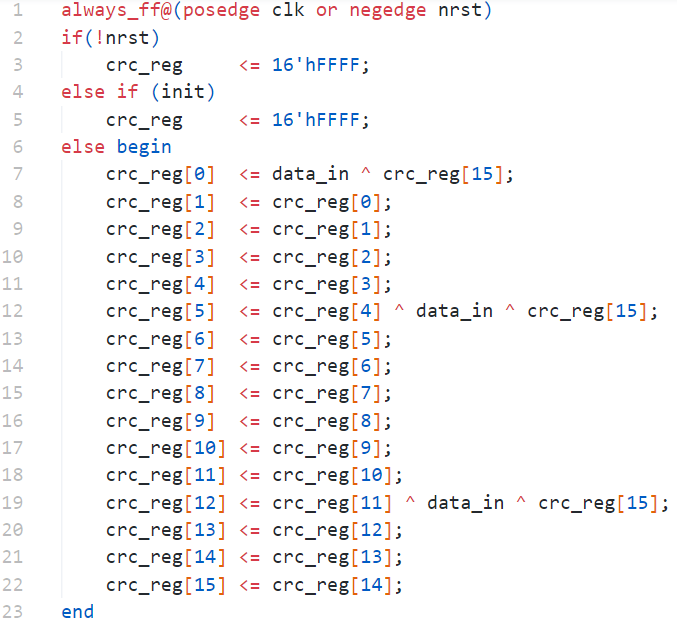 1 always_ff@(posedge clk or negedge nrst)
2 if(!nrst)
3 crc_reg <= 16'hFFFF;
4 else if (init)
5 crc_reg <= 16'hFFFF;
6 else begin
7 crc_reg[0] <= data_in ^ crc_reg[15];
8 crc_reg[1] <= crc_reg[0];
9 crc_reg[2] <= crc_reg[1];
10 crc_reg[3] <= crc_reg[2];
11 crc_reg[4] <= crc_reg[3];
12 crc_reg[5] <= crc_reg[4] ^ data_in ^ crc_reg[15];
13 crc_reg[6] <= crc_reg[5];
14 crc_reg[7] <= crc_reg[6];
15 crc_reg[8] <= crc_reg[7];
16 crc_reg[9] <= crc_reg[8];
17 crc_reg[10] <= crc_reg[9];
18 crc_reg[11] <= crc_reg[10];
19 crc_reg[12] <= crc_reg[11] ^ data_in ^ crc_reg[15];
20 crc_reg[13] <= crc_reg[12];
21 crc_reg[14] <= crc_reg[13];
22 crc_reg[15] <= crc_reg[14];
23 end